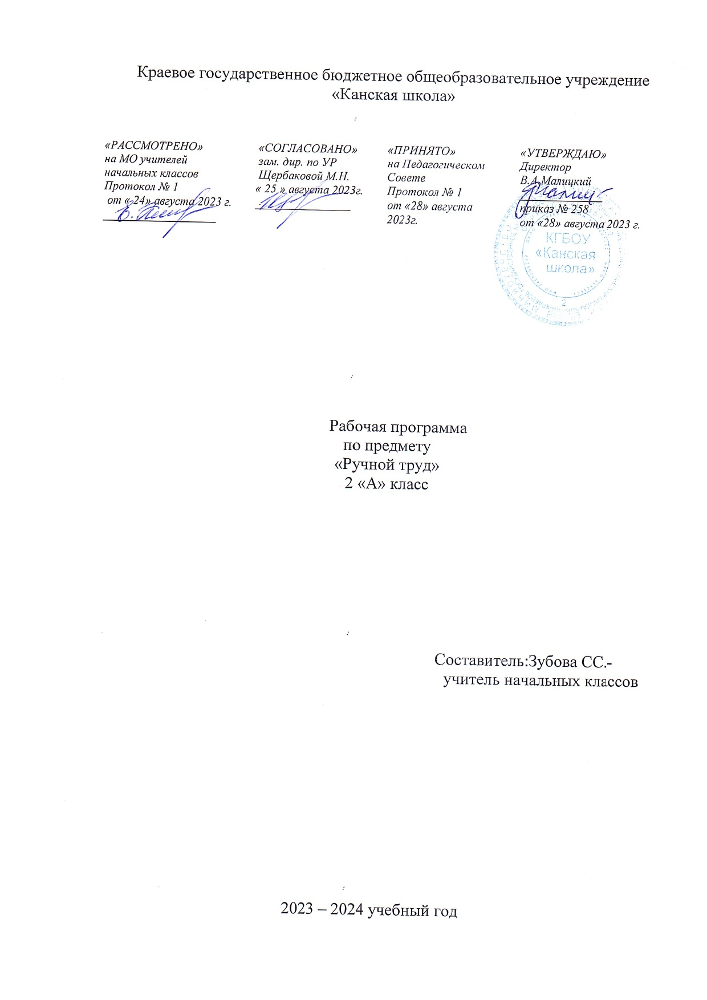 Краевое государственное бюджетное общеобразовательное учреждение
«Канская школа»
«РАССМОТРЕНО»
на МО учителей
начальных классов
Протокол № 1
от « 24» августа 2023 г.
«СОГЛАСОВАНО»
зам. дир. по УР
Щербаковой М.Н.
« 25 » августа 2023г.
«ПРИНЯТО»
на Педагогическом
Совете
Протокол № 1
от «28» августа
2023г.
«УТВЕРЖДАЮ»
Директор
В.А.Малицкий
приказ № 258
от «28» августа 2023 г.
КГБОУ
«Канская
школа»
2
Рабочая программа
по предмету
«Ручной труд»
2 «А» класс
Составитель:Зубова СС.-
учитель начальных классов
2023 – 2024 учебный год